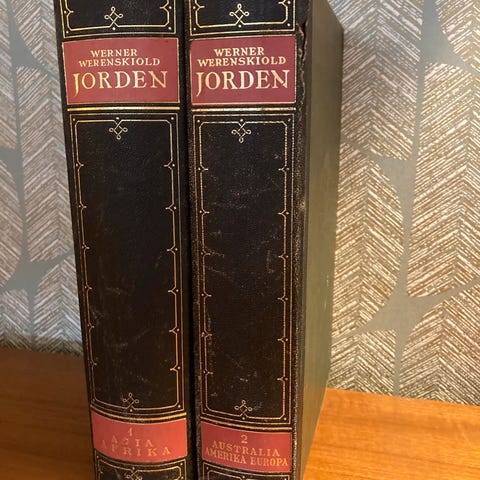 WERNER
WERENSKIOLD
JORDEN
1
ASIA
AFRIKA
WERNER
WERENSKIOLD
JORDEN
2
AUSTRALIA
AMERIKA EUROPA